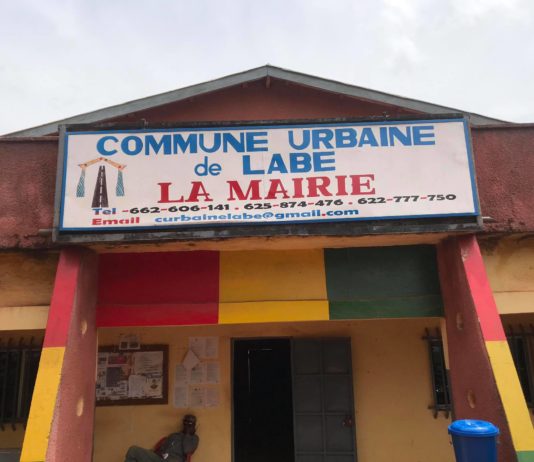 COMMUNE URBAINE
de LABE
LA MAIRIE
Tel -662-606-141 . 625-874-476 . 622-777-750
Email curbainelabe@gmail.com